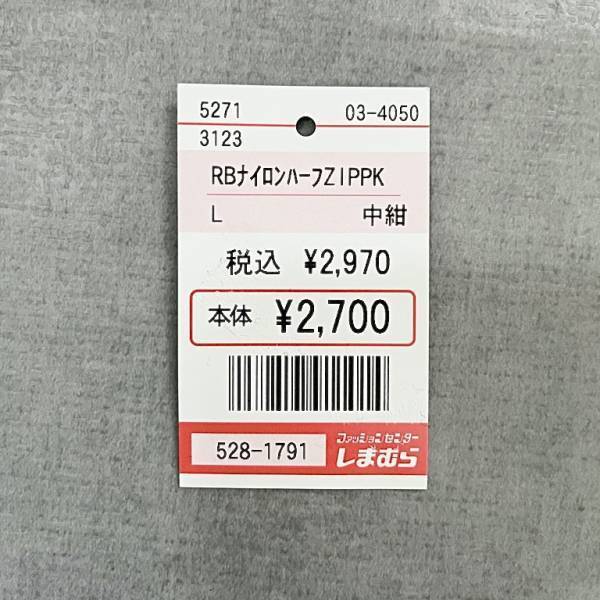 5271 03-4050
3123
RBﾅｲﾛﾝﾊｰﾌZIPPK
L 中紺
税込 ¥2,970
本体 ¥2,700
528-1791
ファッションセンター
しまむら